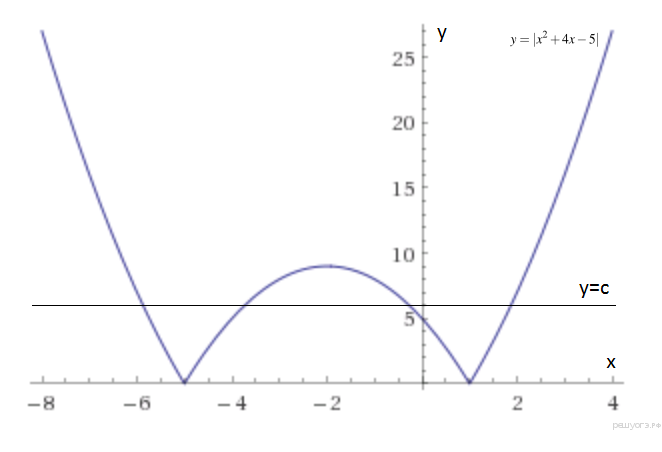 y
y = |x² + 4x − 5|
25
20
15
10
y=c
5
x
−8 −6 −4 −2 2 4
решуогэ.рф